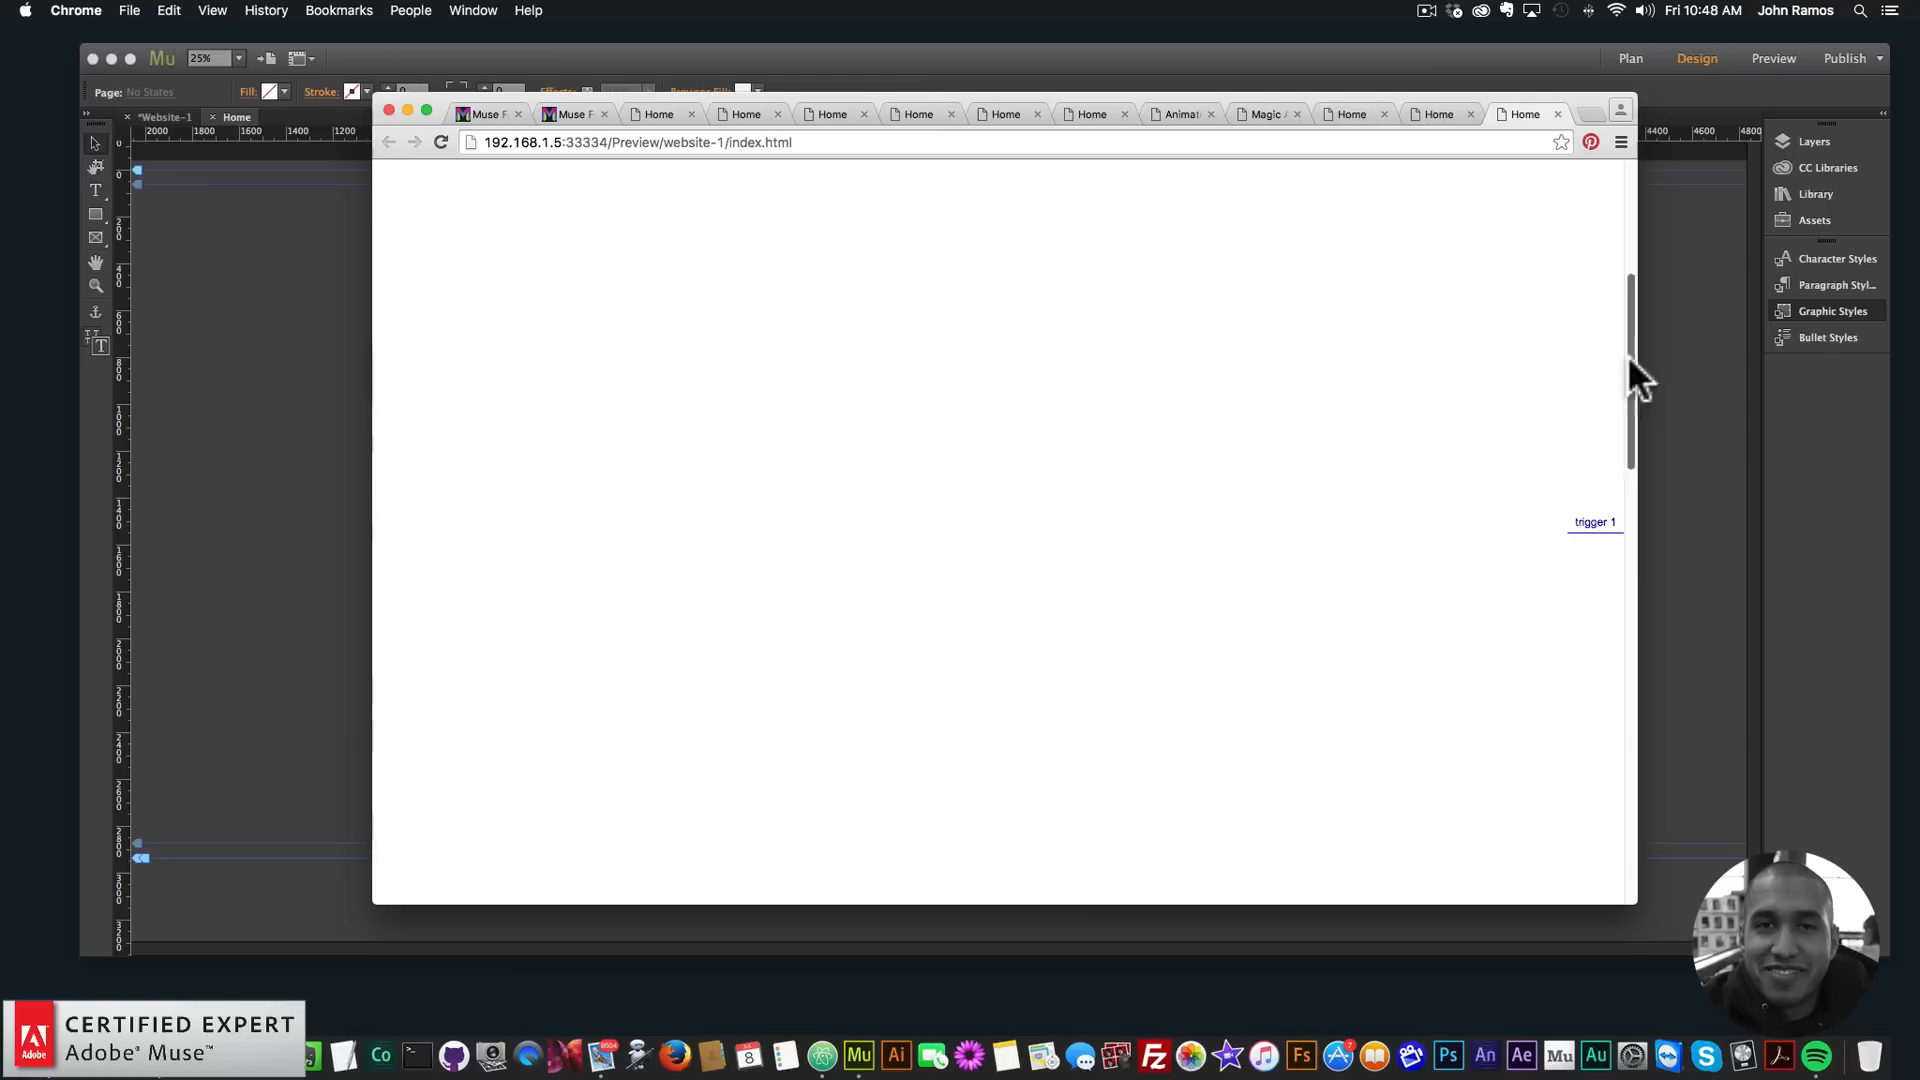 Chrome File Edit View History Bookmarks People Window Help
Fri 10:48 AM John Ramos
Mu 25%
Plan Design Preview Publish
Page: No States Fill: Stroke:
*Website-1 Home
Muse F Muse F Home Home Home Home Home Home Animat Magic Home Home Home
192.168.1.5:33334/Preview/website-1/index.html
2000 1800 1600 1400 1200
4400 4600 4800
Layers
CC Libraries
Library
Assets
Character Styles
Paragraph Styl...
Graphic Styles
Bullet Styles
trigger 1
CERTIFIED EXPERT
Adobe® Muse™
Adobe